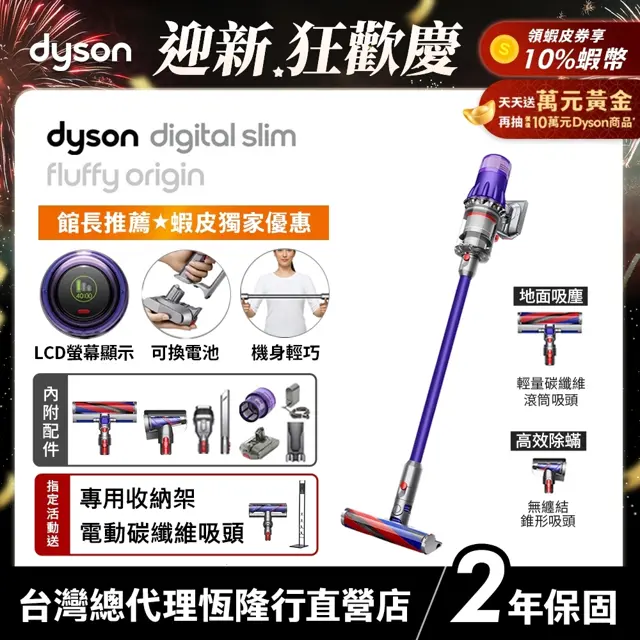 dyson 迎新.狂歡慶
領蝦皮券享
S 10%蝦幣
天天送萬元黃金
再抽最高價值10萬元Dyson商品*
dyson digital slim
fluffy origin
館長推薦★蝦皮獨家優惠
LCD螢幕顯示
可換電池
機身輕巧
地面吸塵
輕量碳纖維
滾筒吸頭
高效除蟎
無纏結
錐形吸頭
內附配件
指定活動送
專用收納架
電動碳纖維吸頭
台灣總代理恆隆行直營店
2年保固